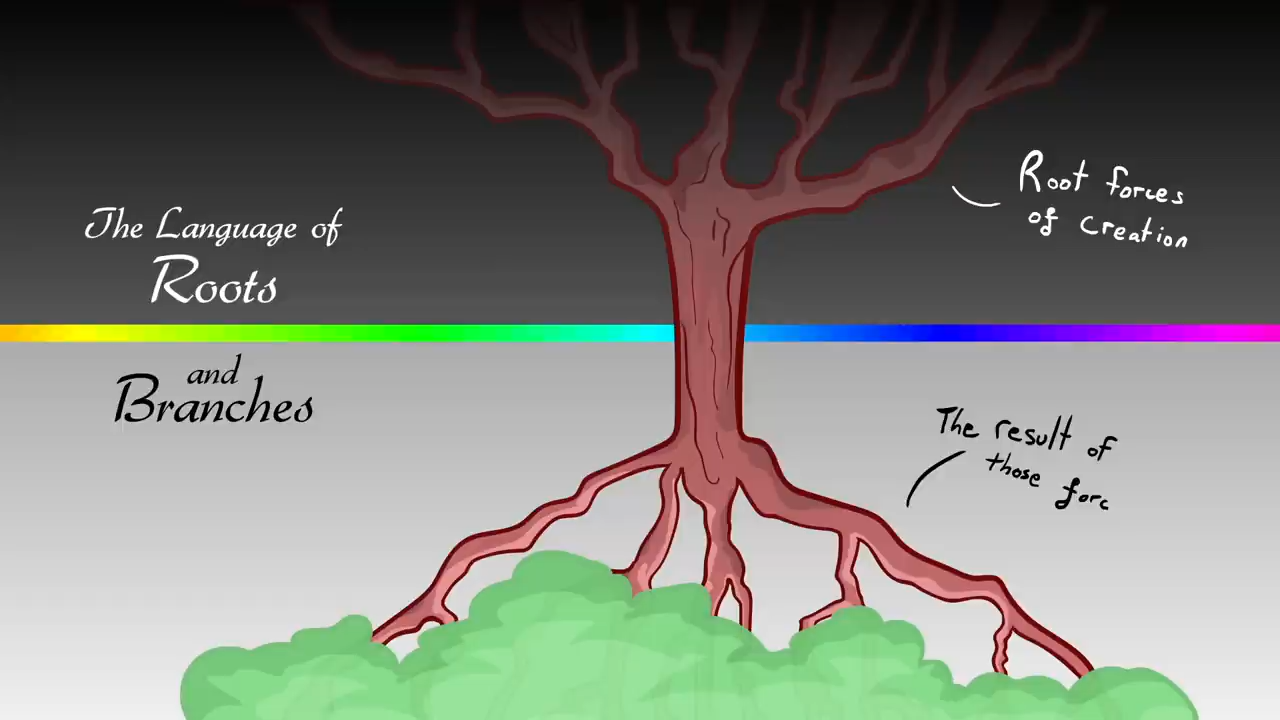 The Language of
Roots
and
Branches
Root forces
of creation
The result of
those forc